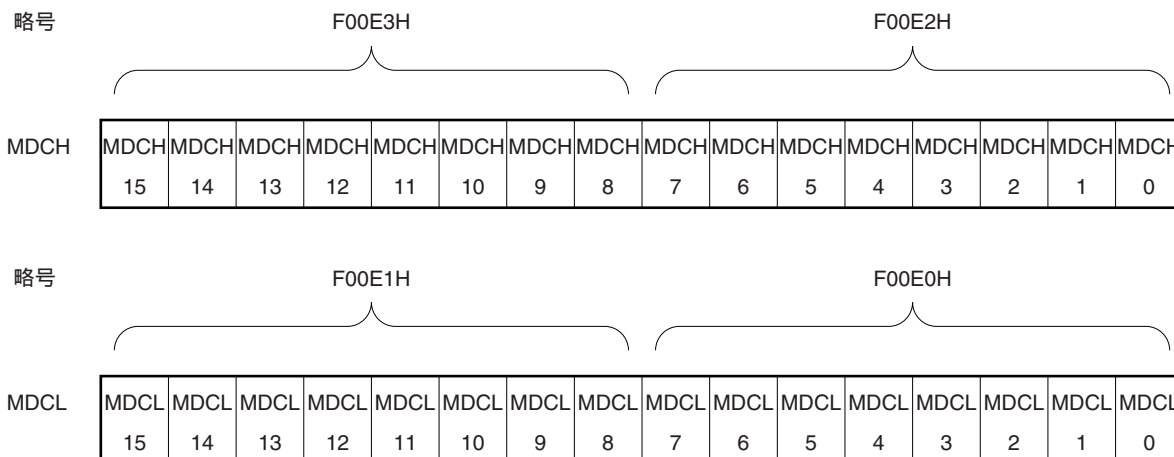 略号 F00E3H F00E2H
MDCH MDCH MDCH MDCH MDCH MDCH MDCH MDCH MDCH MDCH MDCH MDCH MDCH MDCH MDCH MDCH MDCH
15 14 13 12 11 10 9 8 7 6 5 4 3 2 1 0
略号 F00E1H F00E0H
MDCL MDCL MDCL MDCL MDCL MDCL MDCL MDCL MDCL MDCL MDCL MDCL MDCL MDCL MDCL MDCL MDCL
15 14 13 12 11 10 9 8 7 6 5 4 3 2 1 0